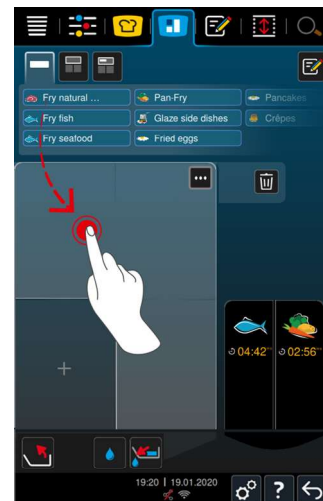 Fry natural ...
Pan-Fry
Pancakes
Fry fish
Glaze side dishes
Crêpes
Fry seafood
Fried eggs
...
+
04:42
02:56
19:20 | 19.01.2020
?